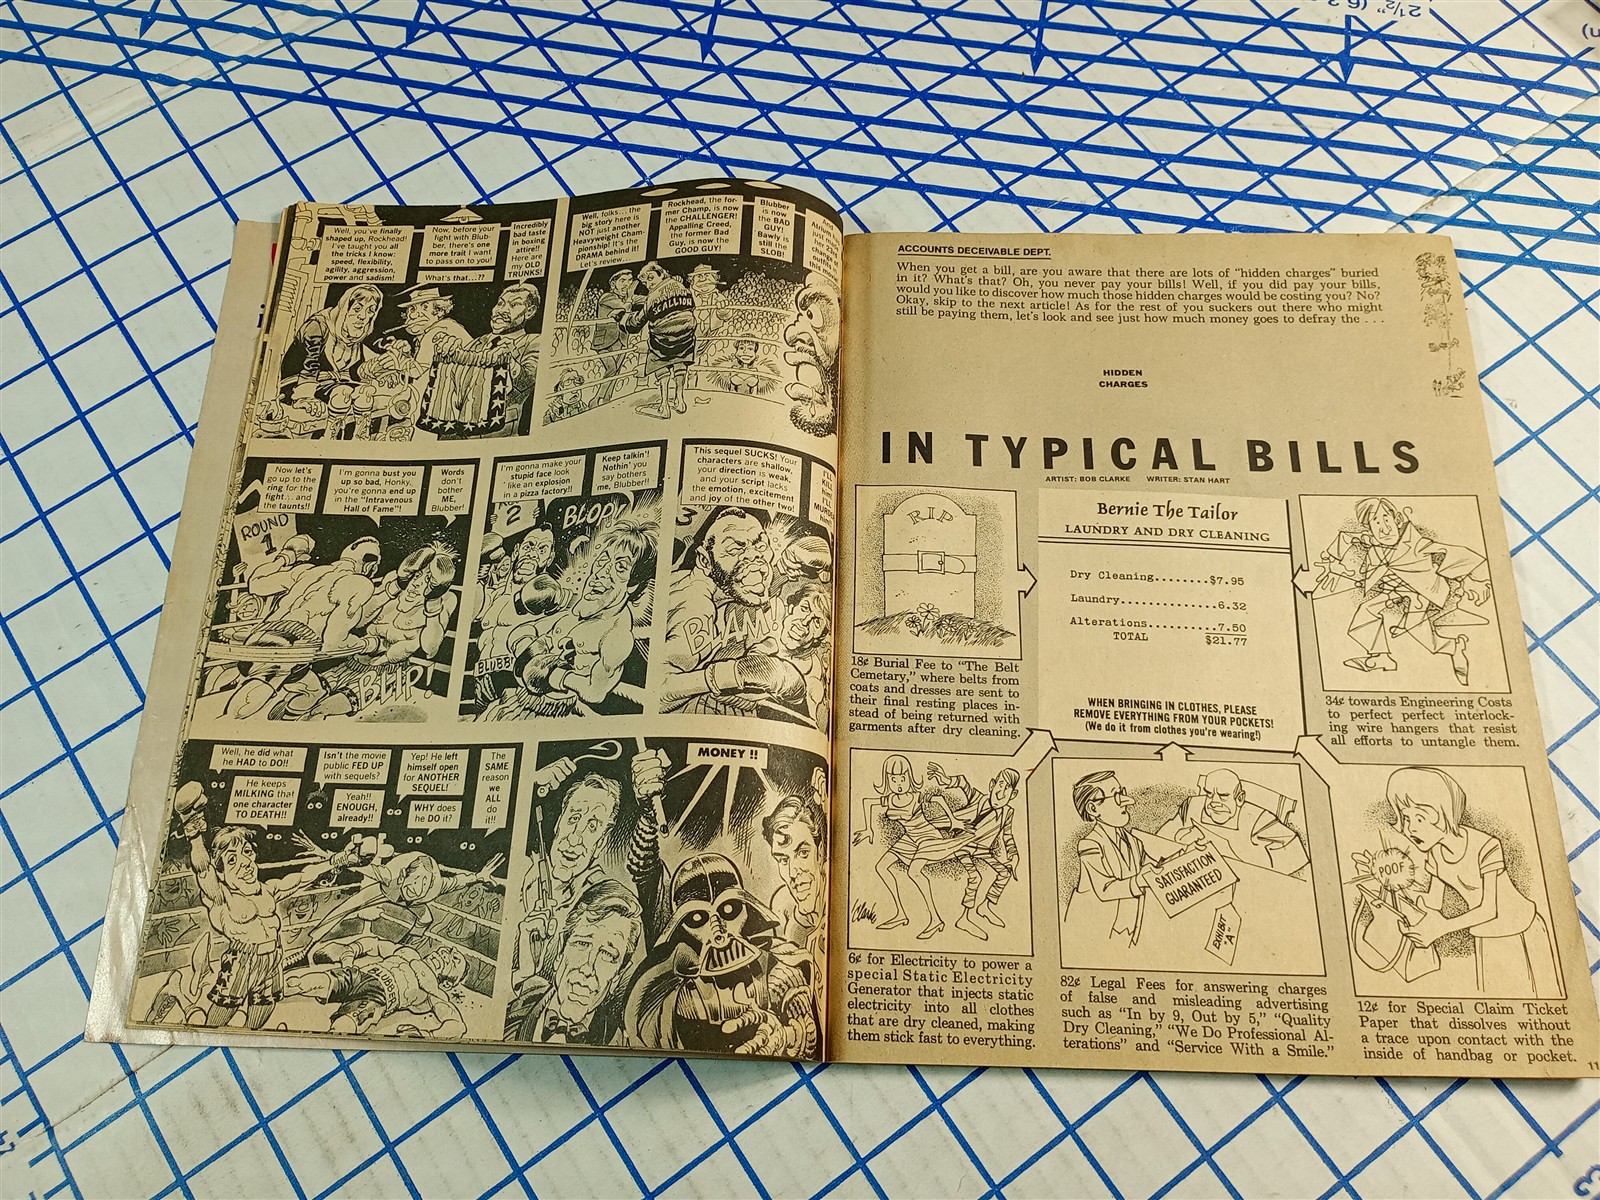 Well, you've finally
shaped up, Rockhead!
I've taught you all
the tricks I know:
speed, flexibility,
agility, aggression,
power and sadism!
Now, before your
fight with Blub-
ber, there's one
more trait I want
to pass on to you!
What's that...??
Incredibly
bad taste
in boxing
attire!!
Here are
my OLD
TRUNKS!
Well, folks... the
big story here is
NOT just another
Heavyweight Cham-
pionship! It's the
DRAMA behind it!
Let's review...
Rockhead, the for-
mer Champ, is now
the CHALLENGER!
Appalling Greed,
the former Bad
Guy, is now the
GOOD GUY!
Blubber
is now
the BAD
GUY!
Bawly is
still the
SLOB!
SCALLION
Now let's
go up to the
ring for the
fight... and
the taunts!!
I'm gonna bust you
up so bad, Honky,
you're gonna end up
in the "Intravenous
Hall of Fame"!
Words
don't
bother
ME,
Blubber!
ROUND
1
BLIP!
I'm gonna make your
stupid face look
like an explosion
in a pizza factory!!
Keep talkin'!
Nothin' you
say bothers
me, Blubber!!
2
BLOP!
BLUBB
This sequel SUCKS! Your
characters are shallow,
your direction is weak,
and your script lacks
the emotion, excitement
and joy of the other two!
I'LL
KILL
him!
I'LL
MURDER
him!!
3
BLAM!
Well, he did what
he HAD to DO!!
He keeps
MILKING that
one character
TO DEATH!!
Isn't the movie
public FED UP
with sequels?
Yeah!!
ENOUGH,
already!!
Yep! He left
himself open
for ANOTHER
SEQUEL!
WHY does
he DO it?
The
SAME
reason
we
ALL
do
it!!
BLUBBER
MONEY !!
ACCOUNTS DECEIVABLE DEPT.
When you get a bill, are you aware that there are lots of "hidden charges" buried
in it? What's that? Oh, you never pay your bills! Well, if you did pay your bills,
would you like to discover how much those hidden charges would be costing you? No?
Okay, skip to the next article! As for the rest of you suckers out there who might
still be paying them, let's look and see just how much money goes to defray the . . .
HIDDEN
CHARGES
IN TYPICAL BILLS
ARTIST: BOB CLARKE WRITER: STAN HART
RIP
18¢ Burial Fee to "The Belt
Cemetary," where belts from
coats and dresses are sent to
their final resting places in-
stead of being returned with
garments after dry cleaning.
Bernie The Tailor
LAUNDRY AND DRY CLEANING
Dry Cleaning........$7.95
Laundry..............6.32
Alterations..........7.50
TOTAL $21.77
WHEN BRINGING IN CLOTHES, PLEASE
REMOVE EVERYTHING FROM YOUR POCKETS!
(We do it from clothes you're wearing!)
34¢ towards Engineering Costs
to perfect perfect interlock-
ing wire hangers that resist
all efforts to untangle them.
Clarke
6¢ for Electricity to power a
special Static Electricity
Generator that injects static
electricity into all clothes
that are dry cleaned, making
them stick fast to everything.
SATISFACTION
GUARANTEED
EXHIBIT
"A"
82¢ Legal Fees for answering charges
of false and misleading advertising
such as "In by 9, Out by 5," "Quality
Dry Cleaning," "We Do Professional Al-
terations" and "Service With a Smile."
POOF
12¢ for Special Claim Ticket
Paper that dissolves without
a trace upon contact with the
inside of handbag or pocket.
11
2½" (6.3